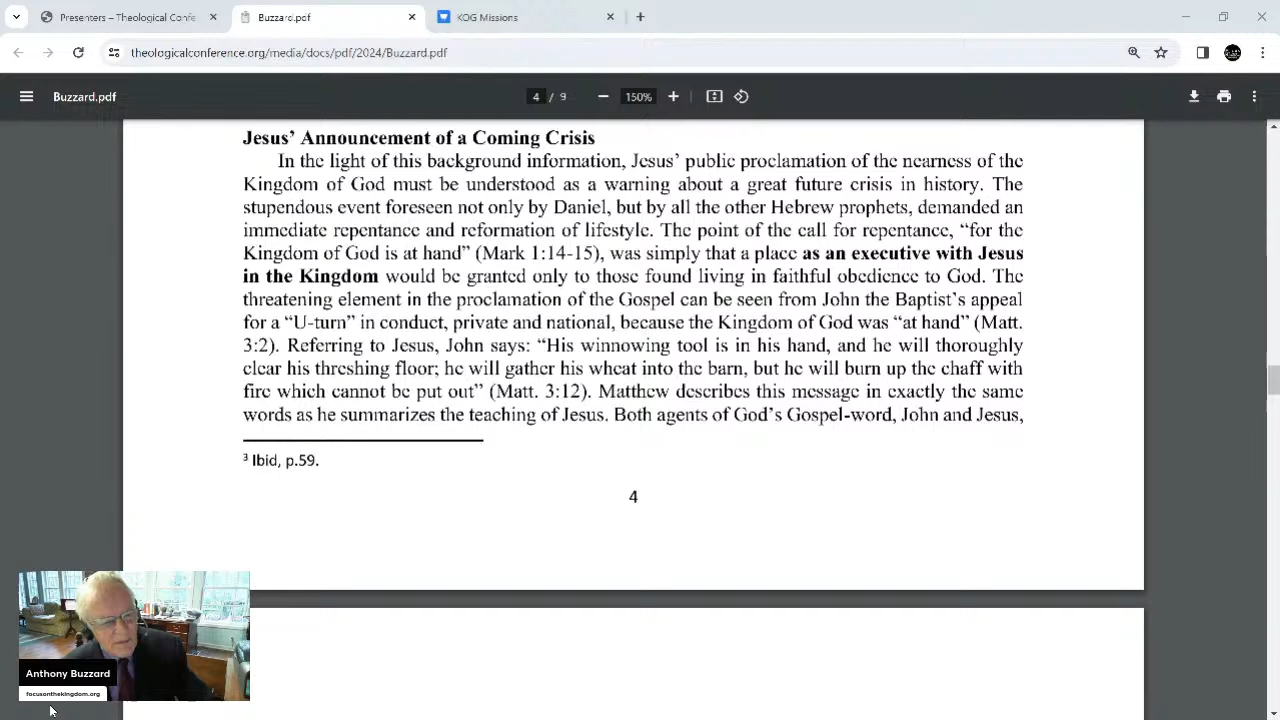 Presenters – Theological Confe
Buzzard.pdf
KOG Missions
theologicalconference.org/media/docs/pdf/2024/Buzzard.pdf
Buzzard.pdf
4 / 9
150%
Jesus’ Announcement of a Coming Crisis
In the light of this background information, Jesus’ public proclamation of the nearness of the
Kingdom of God must be understood as a warning about a great future crisis in history. The
stupendous event foreseen not only by Daniel, but by all the other Hebrew prophets, demanded an
immediate repentance and reformation of lifestyle. The point of the call for repentance, “for the
Kingdom of God is at hand” (Mark 1:14-15), was simply that a place as an executive with Jesus
in the Kingdom would be granted only to those found living in faithful obedience to God. The
threatening element in the proclamation of the Gospel can be seen from John the Baptist’s appeal
for a “U-turn” in conduct, private and national, because the Kingdom of God was “at hand” (Matt.
3:2). Referring to Jesus, John says: “His winnowing tool is in his hand, and he will thoroughly
clear his threshing floor; he will gather his wheat into the barn, but he will burn up the chaff with
fire which cannot be put out” (Matt. 3:12). Matthew describes this message in exactly the same
words as he summarizes the teaching of Jesus. Both agents of God’s Gospel-word, John and Jesus,
3 Ibid, p.59.
4
Anthony Buzzard
focusonthekingdom.org